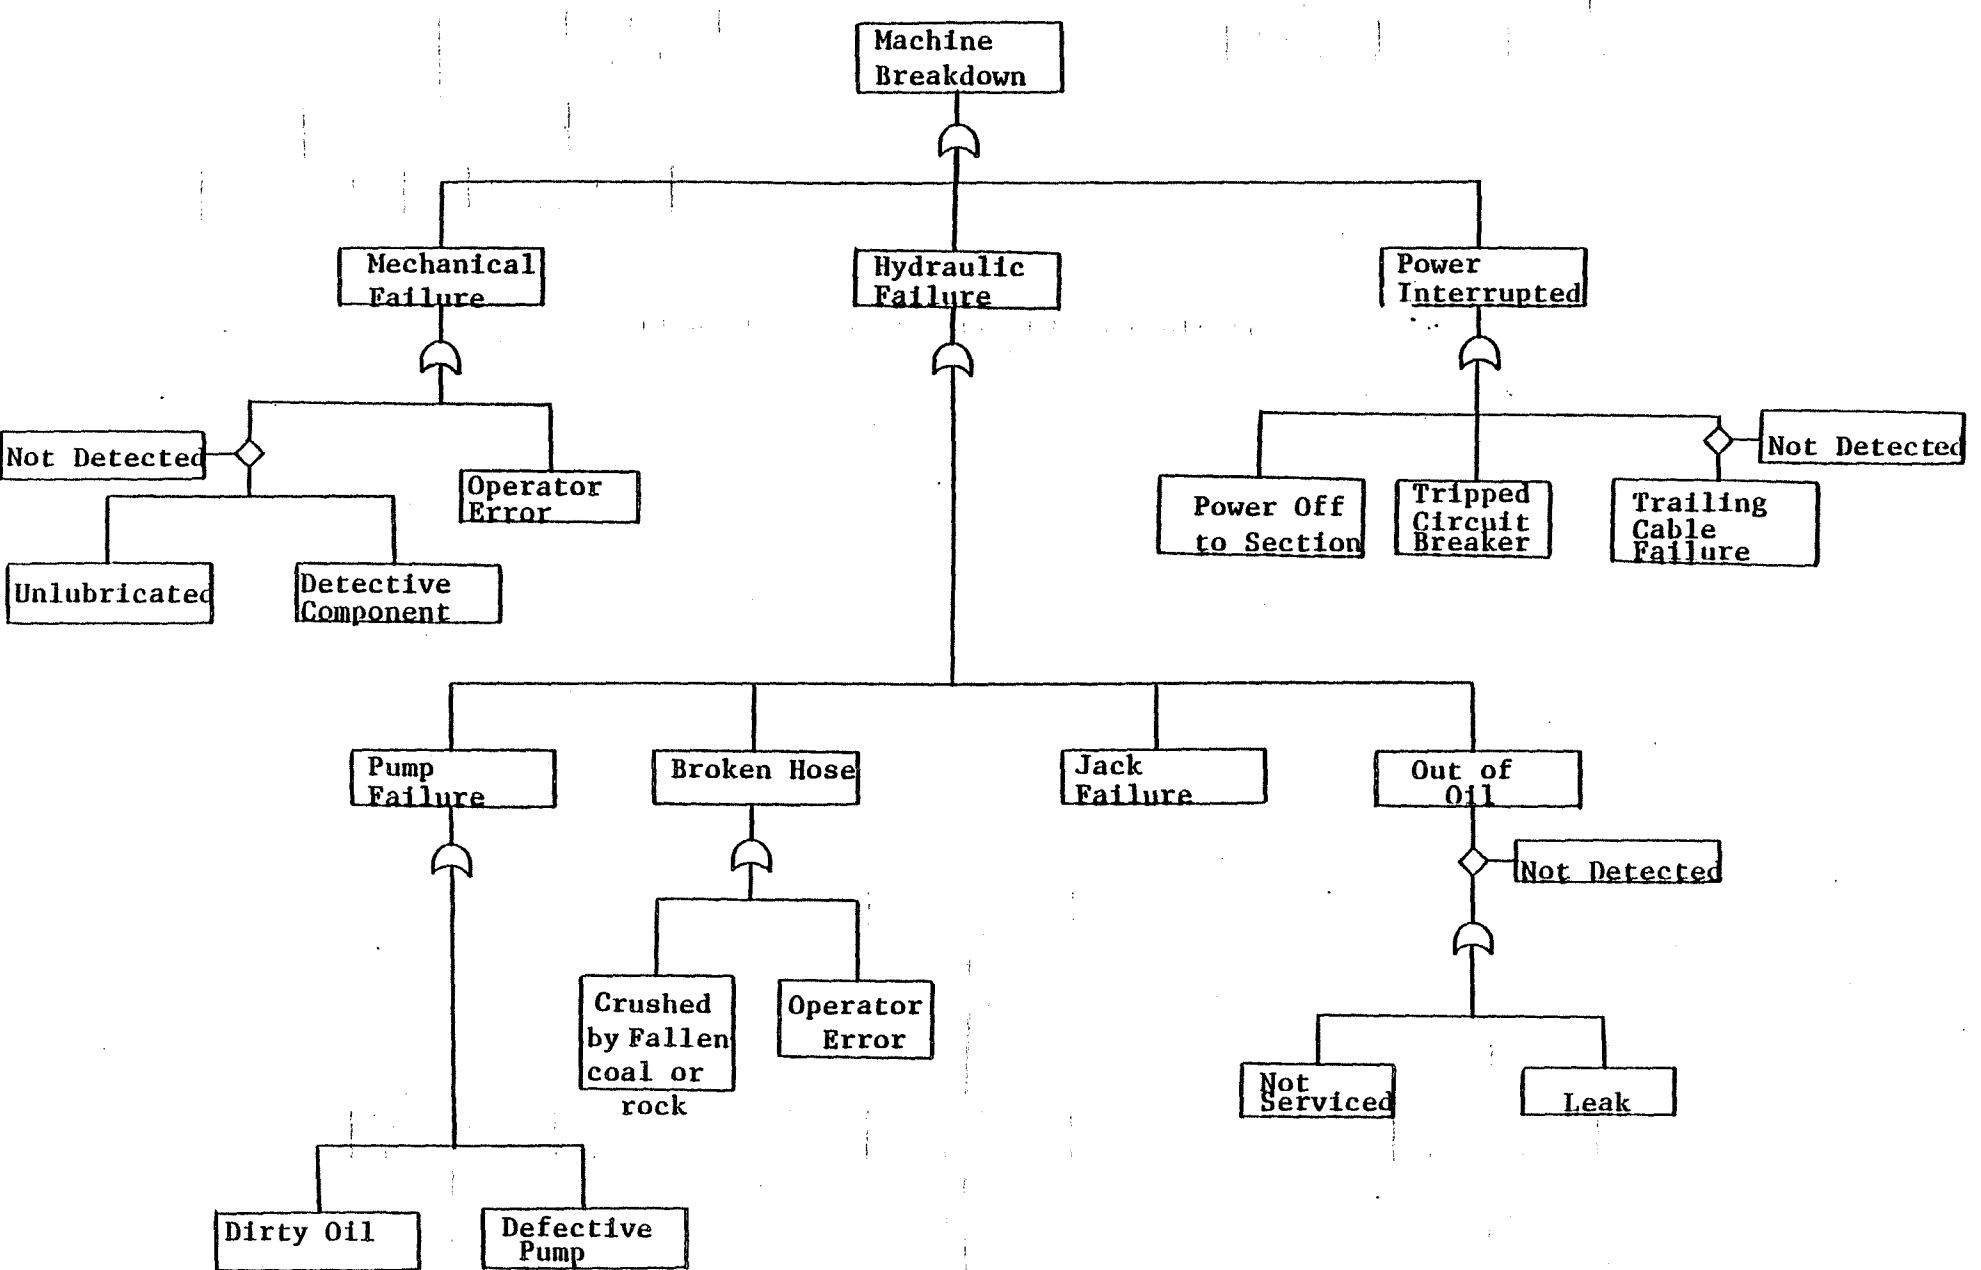 Machine
Breakdown
Mechanical
Failure
Hydraulic
Failure
Power
Interrupted
Not Detected
Operator
Error
Unlubricated
Detective
Component
Power Off
to Section
Tripped
Circuit
Breaker
Not Detected
Trailing
Cable
Failure
Pump
Failure
Broken Hose
Jack
Failure
Out of
Oil
Not Detected
Crushed
by Fallen
coal or
rock
Operator
Error
Not
Serviced
Leak
Dirty Oil
Defective
Pump